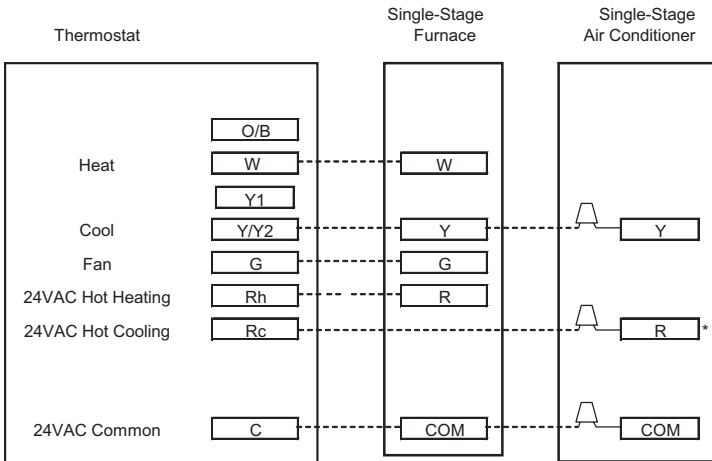 Thermostat
Single-Stage
Furnace
Single-Stage
Air Conditioner
O/B
Heat W W
Y1
Cool Y/Y2 Y Y
Fan G G
24VAC Hot Heating Rh R
24VAC Hot Cooling Rc R *
24VAC Common C COM COM